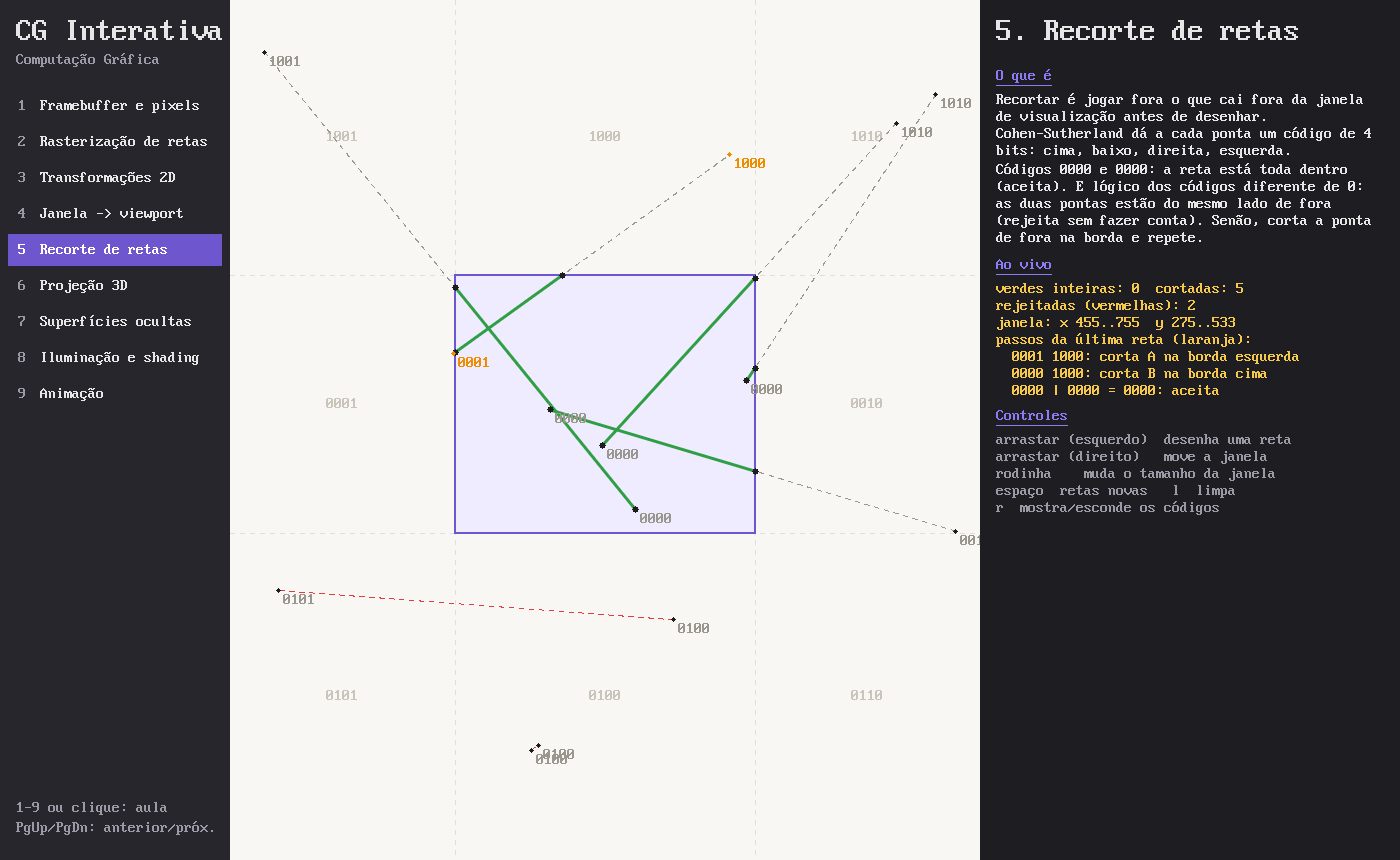 CG Interativa
Computação Gráfica
1 Framebuffer e pixels
2 Rasterização de retas
3 Transformações 2D
4 Janela -> viewport
5 Recorte de retas
6 Projeção 3D
7 Superfícies ocultas
8 Iluminação e shading
9 Animação
1-9 ou clique: aula
PgUp/PgDn: anterior/próx.
1001
1010
1010
1001
1000
1010
1000
0001
0000
0001
0010
0000
0000
0000
001
0101
0100
0101
0100
0110
0100
0100
5. Recorte de retas
O que é
Recortar é jogar fora o que cai fora da janela
de visualização antes de desenhar.
Cohen-Sutherland dá a cada ponta um código de 4
bits: cima, baixo, direita, esquerda.
Códigos 0000 e 0000: a reta está toda dentro
(aceita). E lógico dos códigos diferente de 0:
as duas pontas estão do mesmo lado de fora
(rejeita sem fazer conta). Senão, corta a ponta
de fora na borda e repete.
Ao vivo
verdes inteiras: 0 cortadas: 5
rejeitadas (vermelhas): 2
janela: x 455..755 y 275..533
passos da última reta (laranja):
0001 1000: corta A na borda esquerda
0000 1000: corta B na borda cima
0000 | 0000 = 0000: aceita
Controles
arrastar (esquerdo) desenha uma reta
arrastar (direito) move a janela
rodinha muda o tamanho da janela
espaço retas novas l limpa
r mostra/esconde os códigos